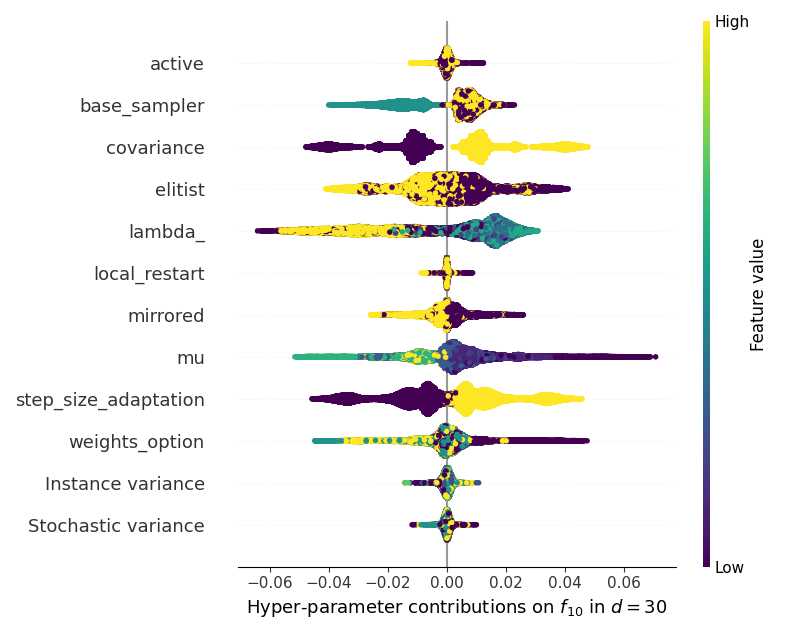 High
active
base_sampler
covariance
elitist
lambda_
local_restart
mirrored
mu
step_size_adaptation
weights_option
Instance variance
Stochastic variance
Feature value
Low
−0.06 −0.04 −0.02 0.00 0.02 0.04 0.06
Hyper-parameter contributions on $f_{10}$ in $d = 30$